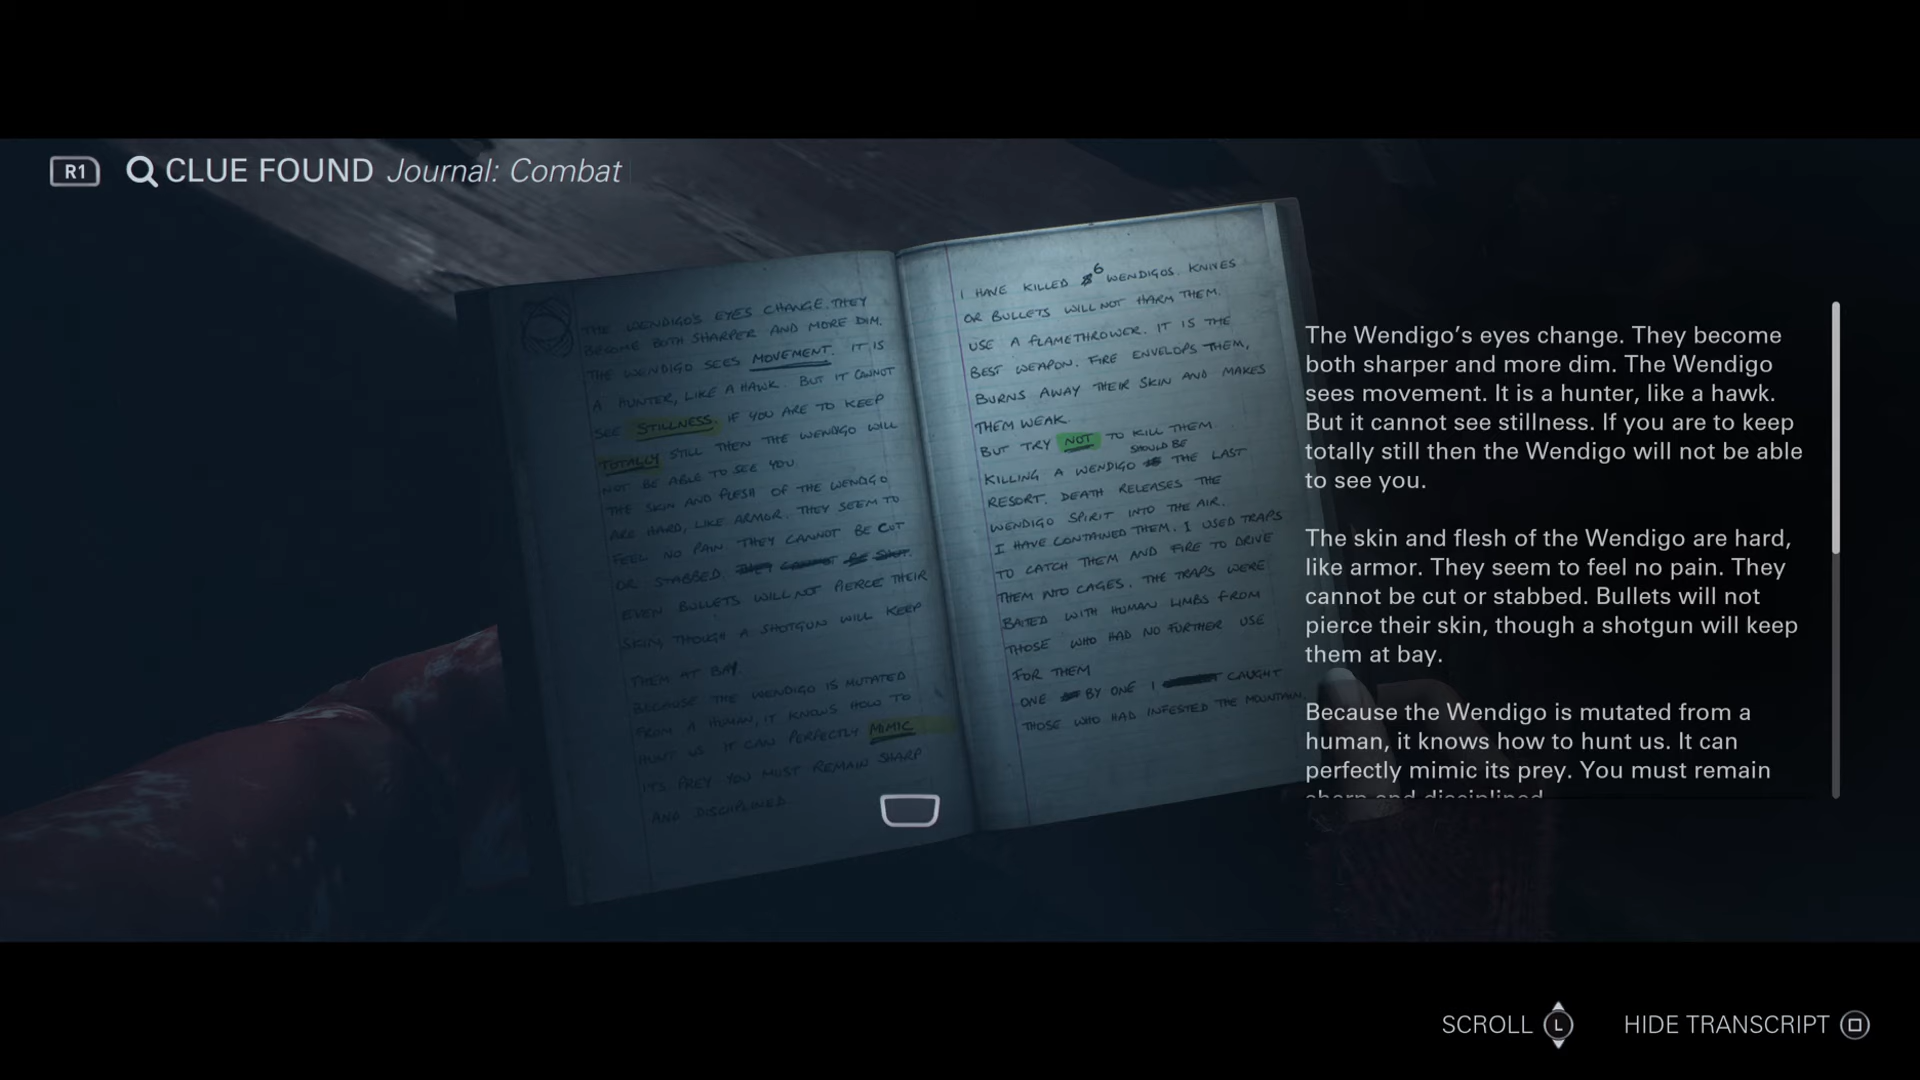 R1 CLUE FOUND Journal: Combat
THE WENDIGO'S EYES CHANGE. THEY
BECOME BOTH SHARPER AND MORE DIM.
THE WENDIGO SEES MOVEMENT. IT IS
A HUNTER, LIKE A HAWK. BUT IT CANNOT
SEE STILLNESS. IF YOU ARE TO KEEP
TOTALLY STILL THEN THE WENDIGO WILL
NOT BE ABLE TO SEE YOU.
THE SKIN AND FLESH OF THE WENDIGO
ARE HARD, LIKE ARMOR. THEY SEEM TO
FEEL NO PAIN. THEY CANNOT BE CUT
OR STABBED. THEY CANNOT BE SHOT.
EVEN BULLETS WILL NOT PIERCE THEIR
SKIN, THOUGH A SHOTGUN WILL KEEP
THEM AT BAY.
BECAUSE THE WENDIGO IS MUTATED
FROM A HUMAN, IT KNOWS HOW TO
HUNT US. IT CAN PERFECTLY MIMIC
ITS PREY. YOU MUST REMAIN SHARP
AND DISCIPLINED.
I HAVE KILLED 6 WENDIGOS. KNIVES
OR BULLETS WILL NOT HARM THEM.
USE A FLAMETHROWER. IT IS THE
BEST WEAPON. FIRE ENVELOPS THEM,
BURNS AWAY THEIR SKIN AND MAKES
THEM WEAK.
BUT TRY NOT TO KILL THEM.
SHOULD BE
KILLING A WENDIGO THE LAST
RESORT. DEATH RELEASES THE
WENDIGO SPIRIT INTO THE AIR.
I HAVE CONTAINED THEM. I USED TRAPS
TO CATCH THEM AND FIRE TO DRIVE
THEM INTO CAGES. THE TRAPS WERE
BAITED WITH HUMAN LIMBS FROM
THOSE WHO HAD NO FURTHER USE
FOR THEM
ONE BY ONE I CAUGHT
THOSE WHO HAD INFESTED THE MOUNTAIN.
The Wendigo's eyes change. They become
both sharper and more dim. The Wendigo
sees movement. It is a hunter, like a hawk.
But it cannot see stillness. If you are to keep
totally still then the Wendigo will not be able
to see you.
The skin and flesh of the Wendigo are hard,
like armor. They seem to feel no pain. They
cannot be cut or stabbed. Bullets will not
pierce their skin, though a shotgun will keep
them at bay.
Because the Wendigo is mutated from a
human, it knows how to hunt us. It can
perfectly mimic its prey. You must remain
sharp and disciplined.
SCROLL L HIDE TRANSCRIPT